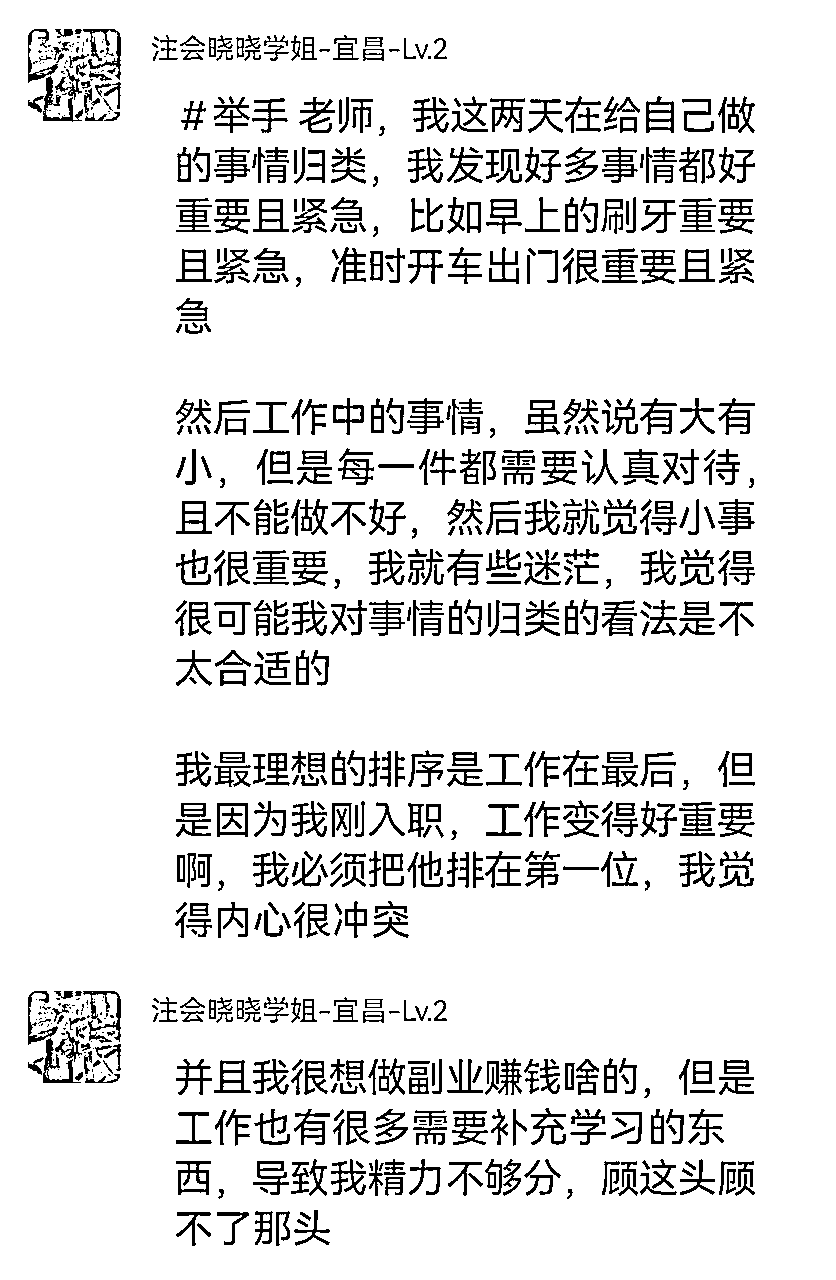 注会晓晓学姐-宜昌-Lv.2
#举手 老师，我这两天在给自己做
的事情归类，我发现好多事情都好
重要且紧急，比如早上的刷牙重要
且紧急，准时开车出门很重要且紧
急
然后工作中的事情，虽然说有大有
小，但是每一件都需要认真对待，
且不能做不好，然后我就觉得小事
也很重要，我就有些迷茫，我觉得
很可能我对事情的归类的看法是不
太合适的
我最理想的排序是工作在最后，但
是因为我刚入职，工作变得好重要
啊，我必须把他排在第一位，我觉
得内心很冲突
注会晓晓学姐-宜昌-Lv.2
并且我很想做副业赚钱啥的，但是
工作也有很多需要补充学习的东
西，导致我精力不够分，顾这头顾
不了那头